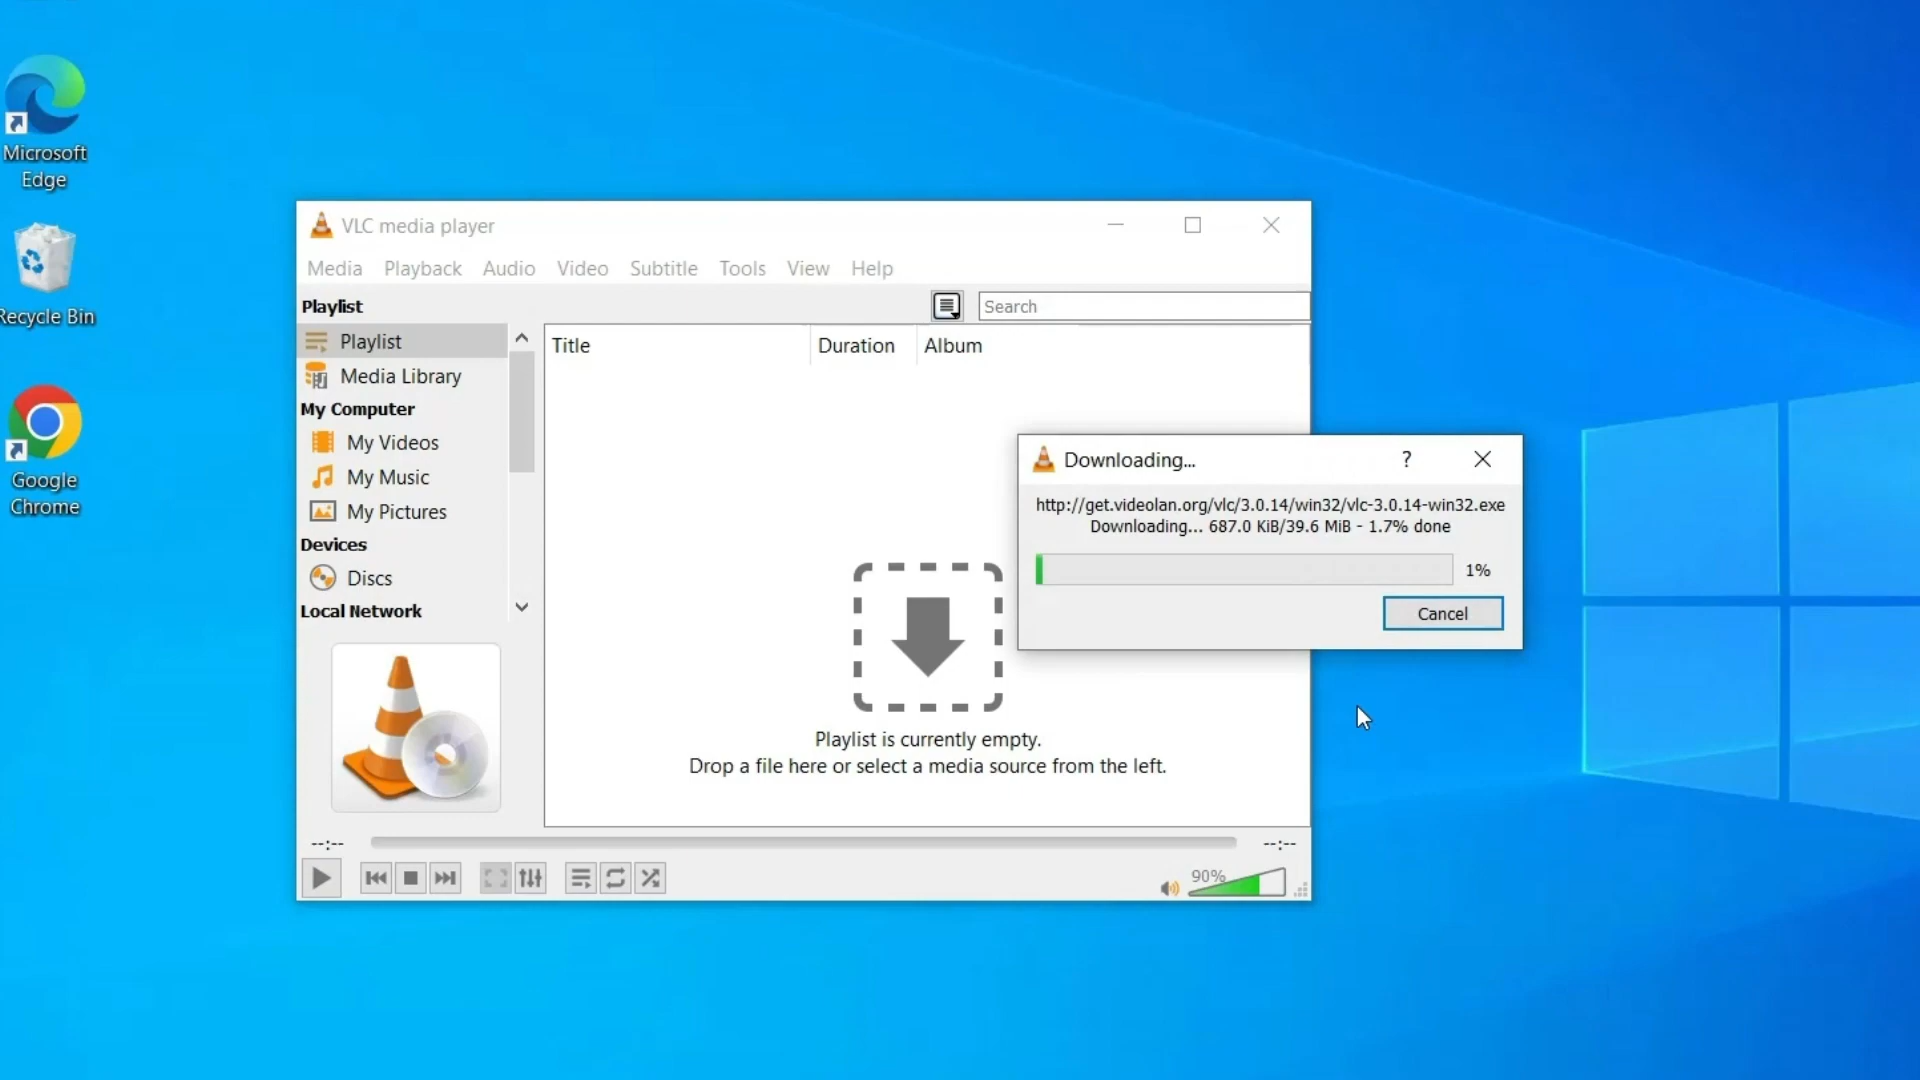 Microsoft
Edge
Recycle Bin
Google
Chrome
VLC media player
Media Playback Audio Video Subtitle Tools View Help
Playlist
Search
Playlist
Media Library
My Computer
My Videos
My Music
My Pictures
Devices
Discs
Local Network
Title Duration Album
Playlist is currently empty.
Drop a file here or select a media source from the left.
--:-- --:--
90%
Downloading... ?
http://get.videolan.org/vlc/3.0.14/win32/vlc-3.0.14-win32.exe
Downloading... 687.0 KiB/39.6 MiB - 1.7% done
1%
Cancel